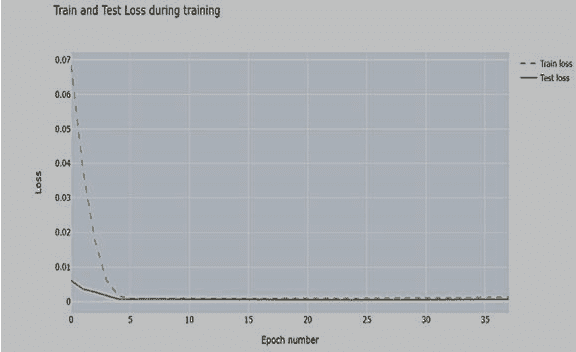 Train and Test Loss during training
Train loss
Test loss
0.07
0.06
0.05
0.04
0.03
0.02
0.01
0
Loss
0 5 10 15 20 25 30 35
Epoch number